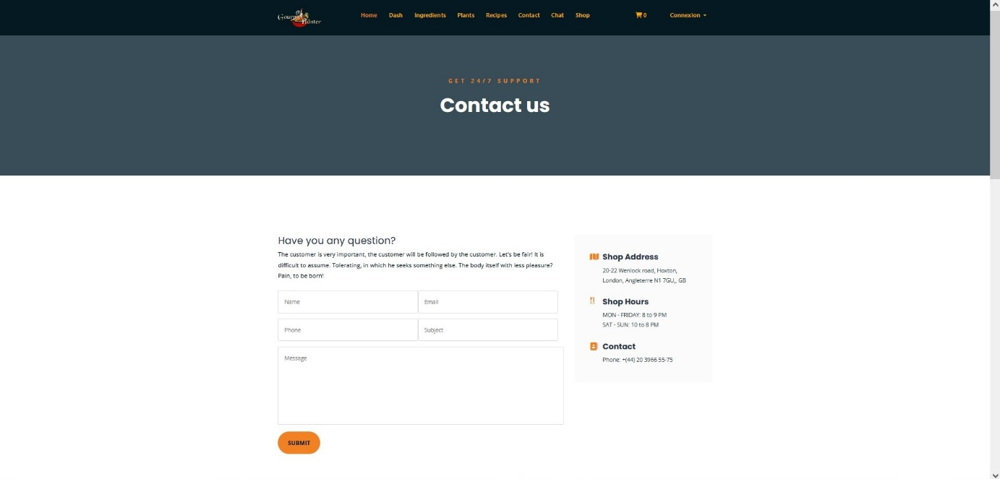 Gourmet Hunter
Home Dash Ingredients Plants Recipes Contact Chat Shop 0 Connexion
GET 24/7 SUPPORT
Contact us
Have you any question?
The customer is very important, the customer will be followed by the customer. Let's be fair! It is
difficult to assume. Tolerating, in which he seeks something else. The body itself with less pleasure?
Pain, to be born!
Name Email
Phone Subject
Message
SUBMIT
Shop Address
20-22 Wenlock road, Hoxton,
London, Angleterre N1 7GU,, GB
Shop Hours
MON - FRIDAY: 8 to 9 PM
SAT - SUN: 10 to 8 PM
Contact
Phone: +(44) 20 3966 55-75